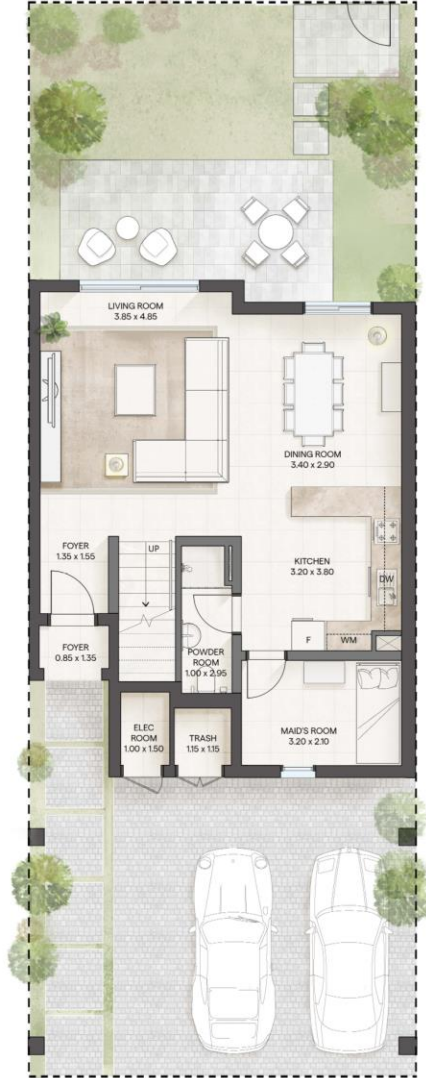 LIVING ROOM
3.85 x 4.85
DINING ROOM
3.40 x 2.90
FOYER
1.35 x 1.55
UP
KITCHEN
3.20 x 3.80
DW
F
WM
FOYER
0.85 x 1.35
POWDER
ROOM
1.00 x 2.95
ELEC
ROOM
1.00 x 1.50
TRASH
1.15 x 1.15
MAID'S ROOM
3.20 x 2.10